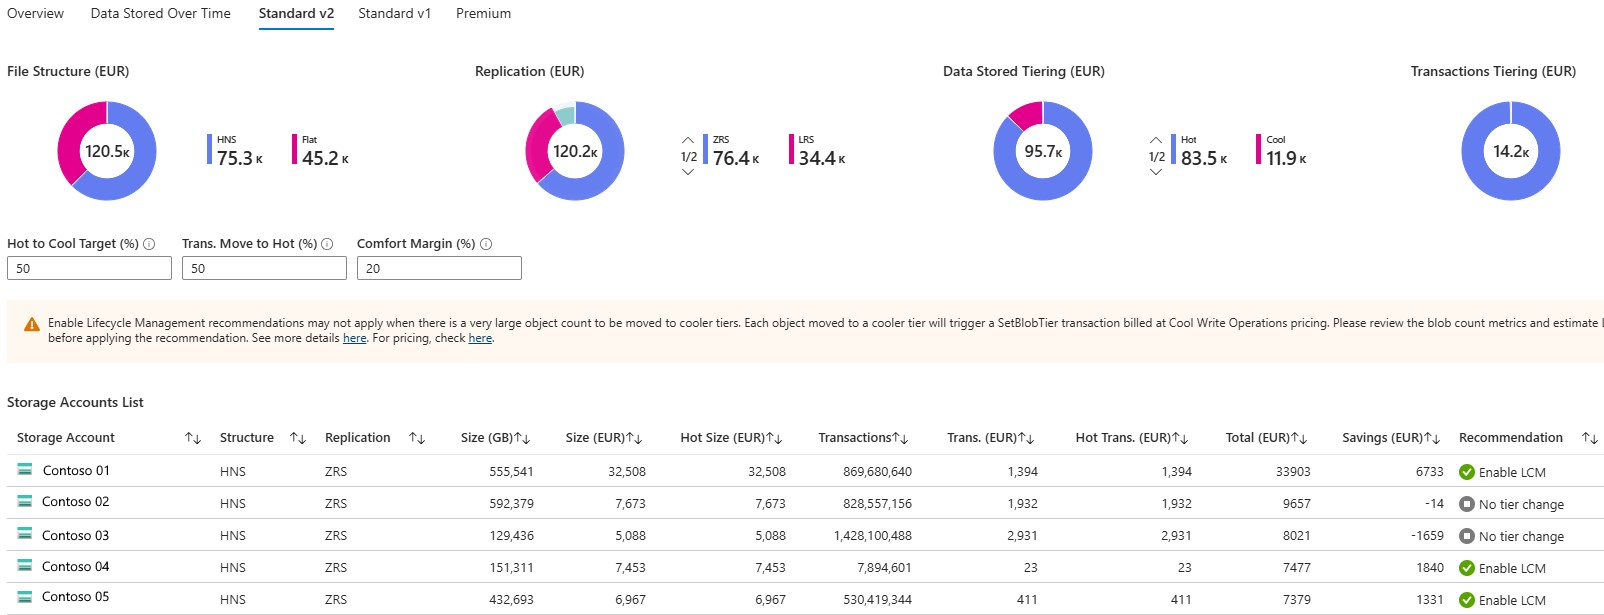 Overview Data Stored Over Time Standard v2 Standard v1 Premium
File Structure (EUR) Replication (EUR) Data Stored Tiering (EUR) Transactions Tiering (EUR)
120.5K HNS 75.3 K Flat 45.2 K 120.2K 1/2 ZRS 76.4 K LRS 34.4 K 95.7K 1/2 Hot 83.5 K Cool 11.9 K 14.2K
Hot to Cool Target (%) Trans. Move to Hot (%) Comfort Margin (%)
50 50 20
Enable Lifecycle Management recommendations may not apply when there is a very large object count to be moved to cooler tiers. Each object moved to a cooler tier will trigger a SetBlobTier transaction billed at Cool Write Operations pricing. Please review the blob count metrics and estimate
before applying the recommendation. See more details here. For pricing, check here.
Storage Accounts List
Storage Account Structure Replication Size (GB) Size (EUR) Hot Size (EUR) Transactions Trans. (EUR) Hot Trans. (EUR) Total (EUR) Savings (EUR) Recommendation
Contoso 01 HNS ZRS 555,541 32,508 32,508 869,680,640 1,394 1,394 33903 6733 Enable LCM
Contoso 02 HNS ZRS 592,379 7,673 7,673 828,557,156 1,932 1,932 9657 -14 No tier change
Contoso 03 HNS ZRS 129,436 5,088 5,088 1,428,100,488 2,931 2,931 8021 -1659 No tier change
Contoso 04 HNS ZRS 151,311 7,453 7,453 7,894,601 23 23 7477 1840 Enable LCM
Contoso 05 HNS ZRS 432,693 6,967 6,967 530,419,344 411 411 7379 1331 Enable LCM